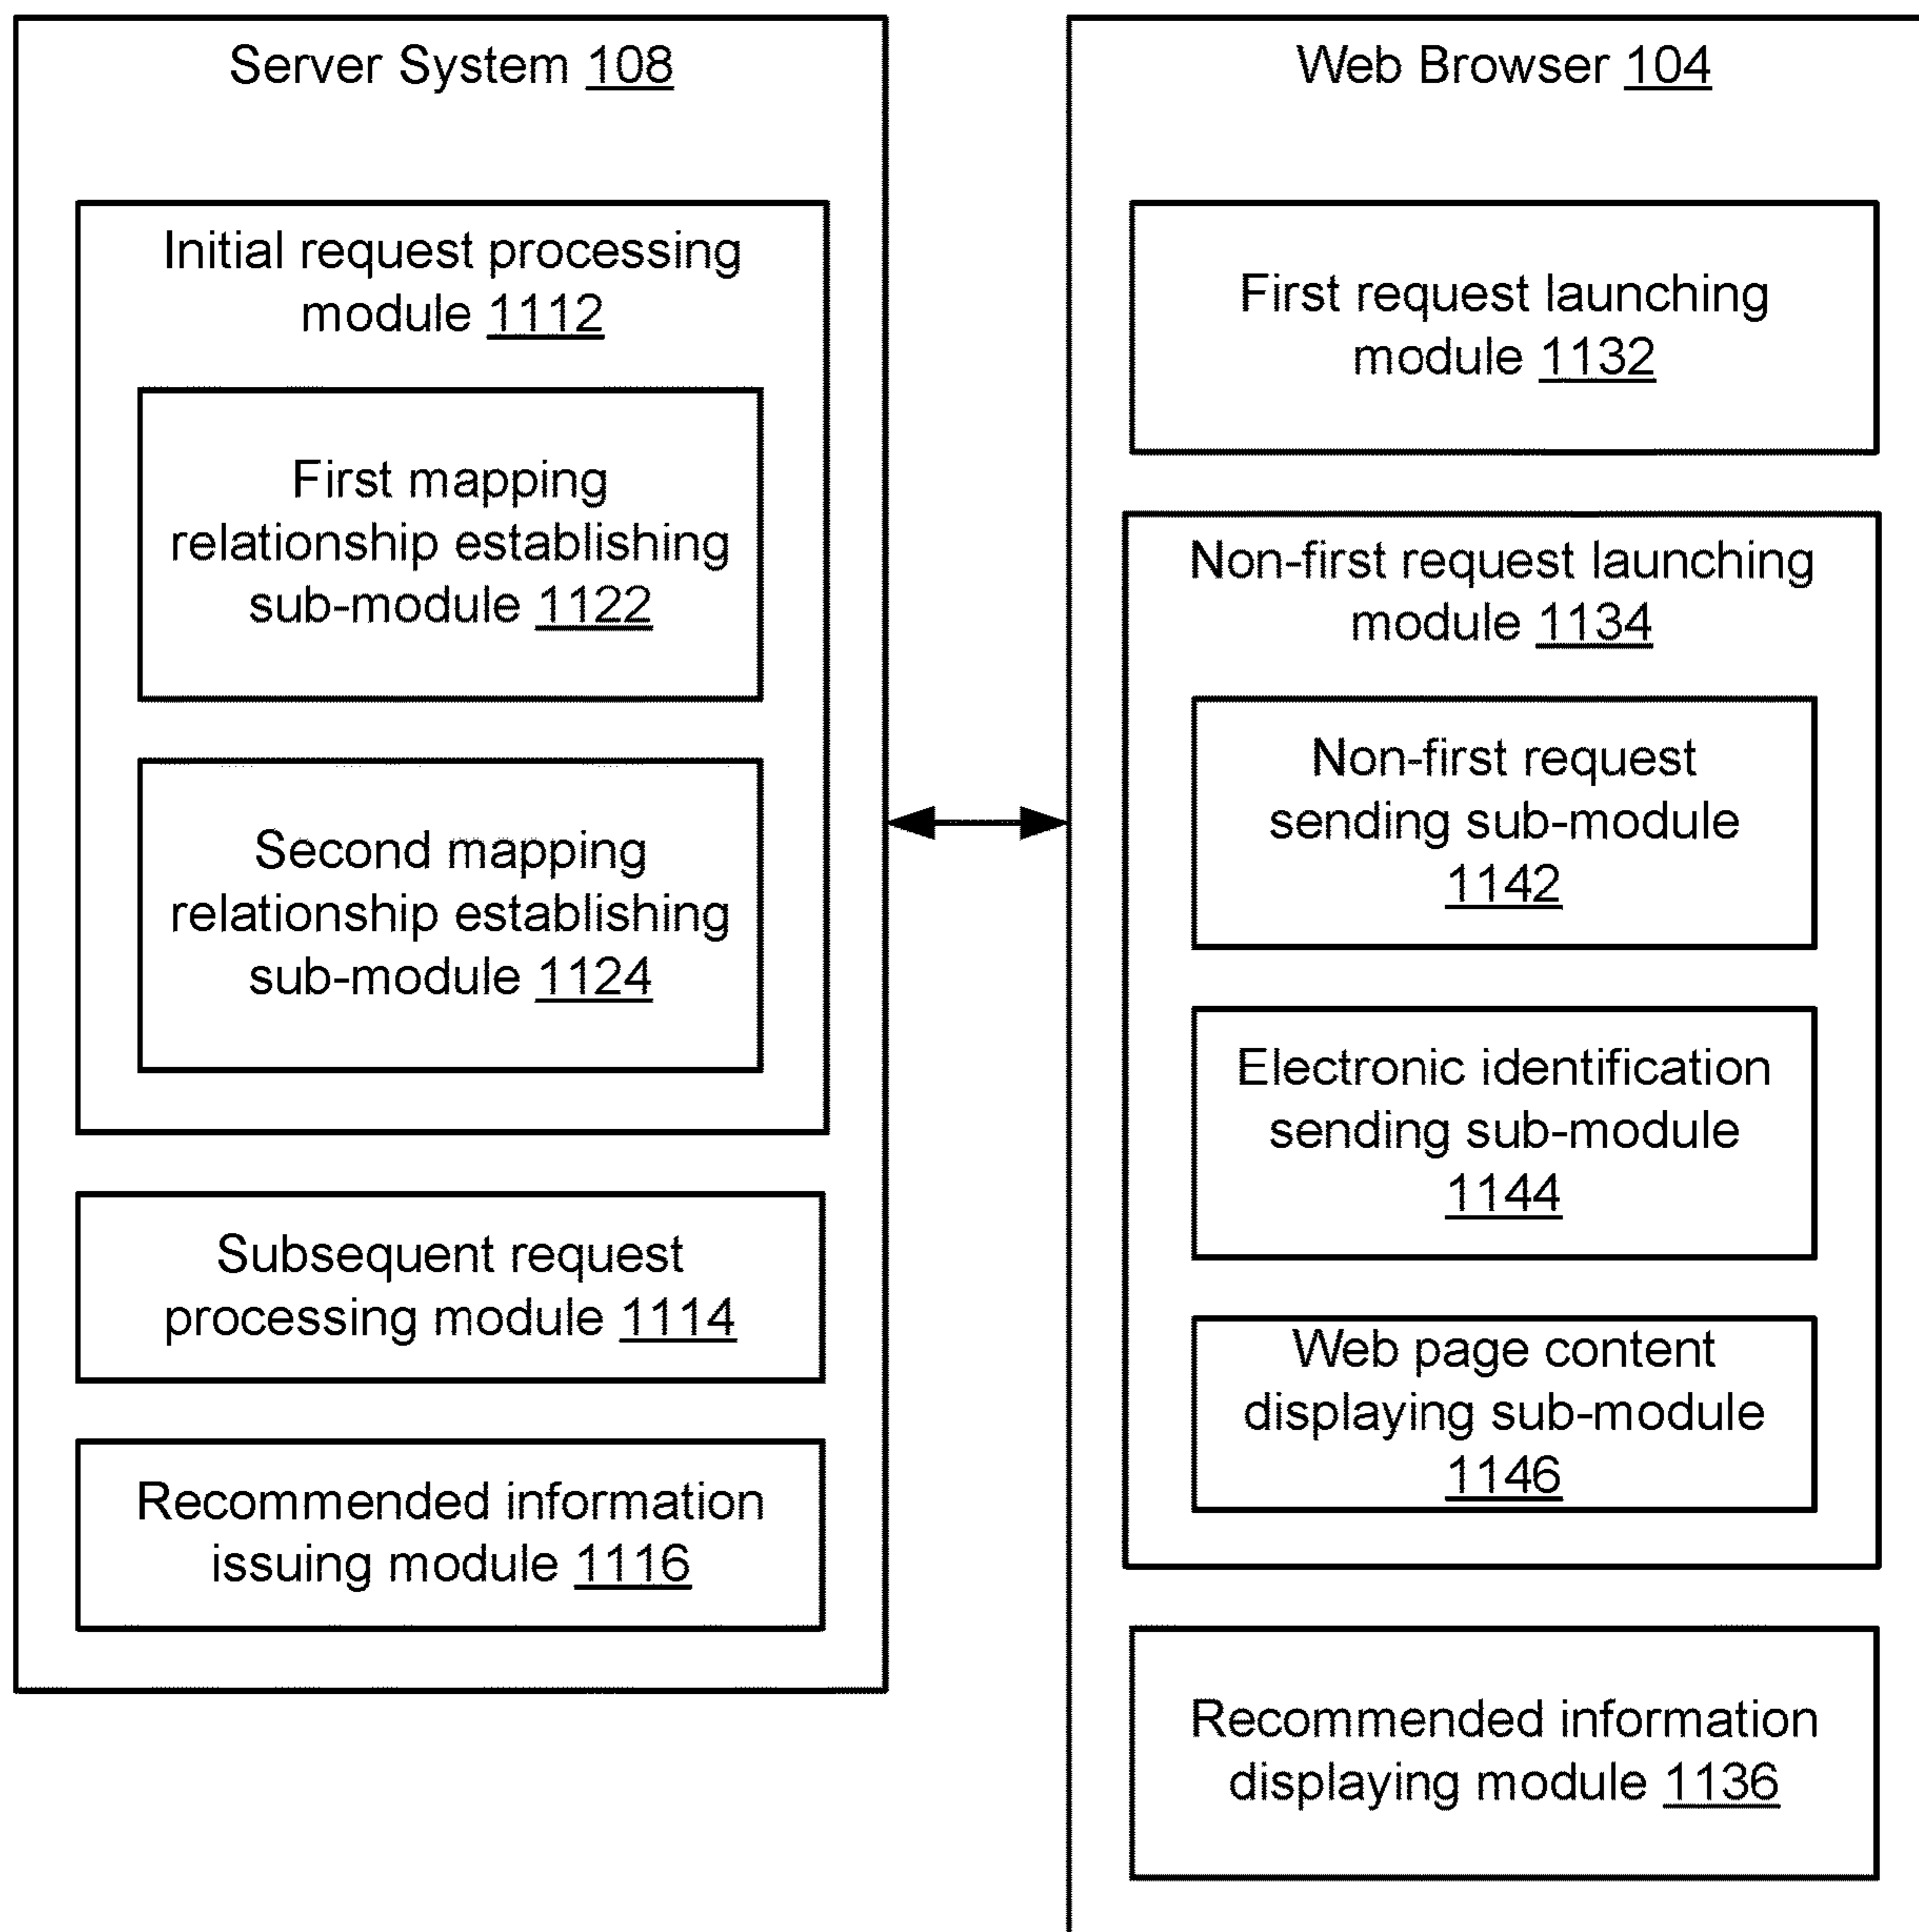 Server System 108
Initial request processing
module 1112
First mapping
relationship establishing
sub-module 1122
Second mapping
relationship establishing
sub-module 1124
Subsequent request
processing module 1114
Recommended information
issuing module 1116
Web Browser 104
First request launching
module 1132
Non-first request launching
module 1134
Non-first request
sending sub-module
1142
Electronic identification
sending sub-module
1144
Web page content
displaying sub-module
1146
Recommended information
displaying module 1136